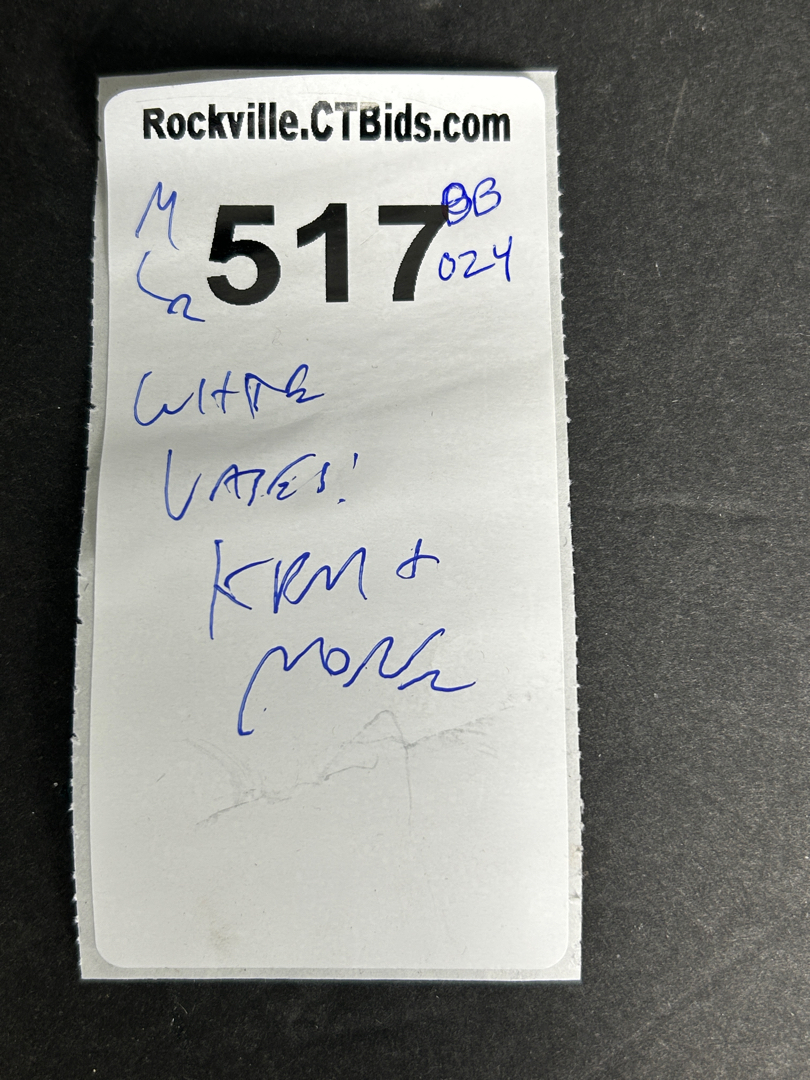 Rockville.CTBids.com
M 517 BB
024
WHITE
VASES!
KRM +
MORE